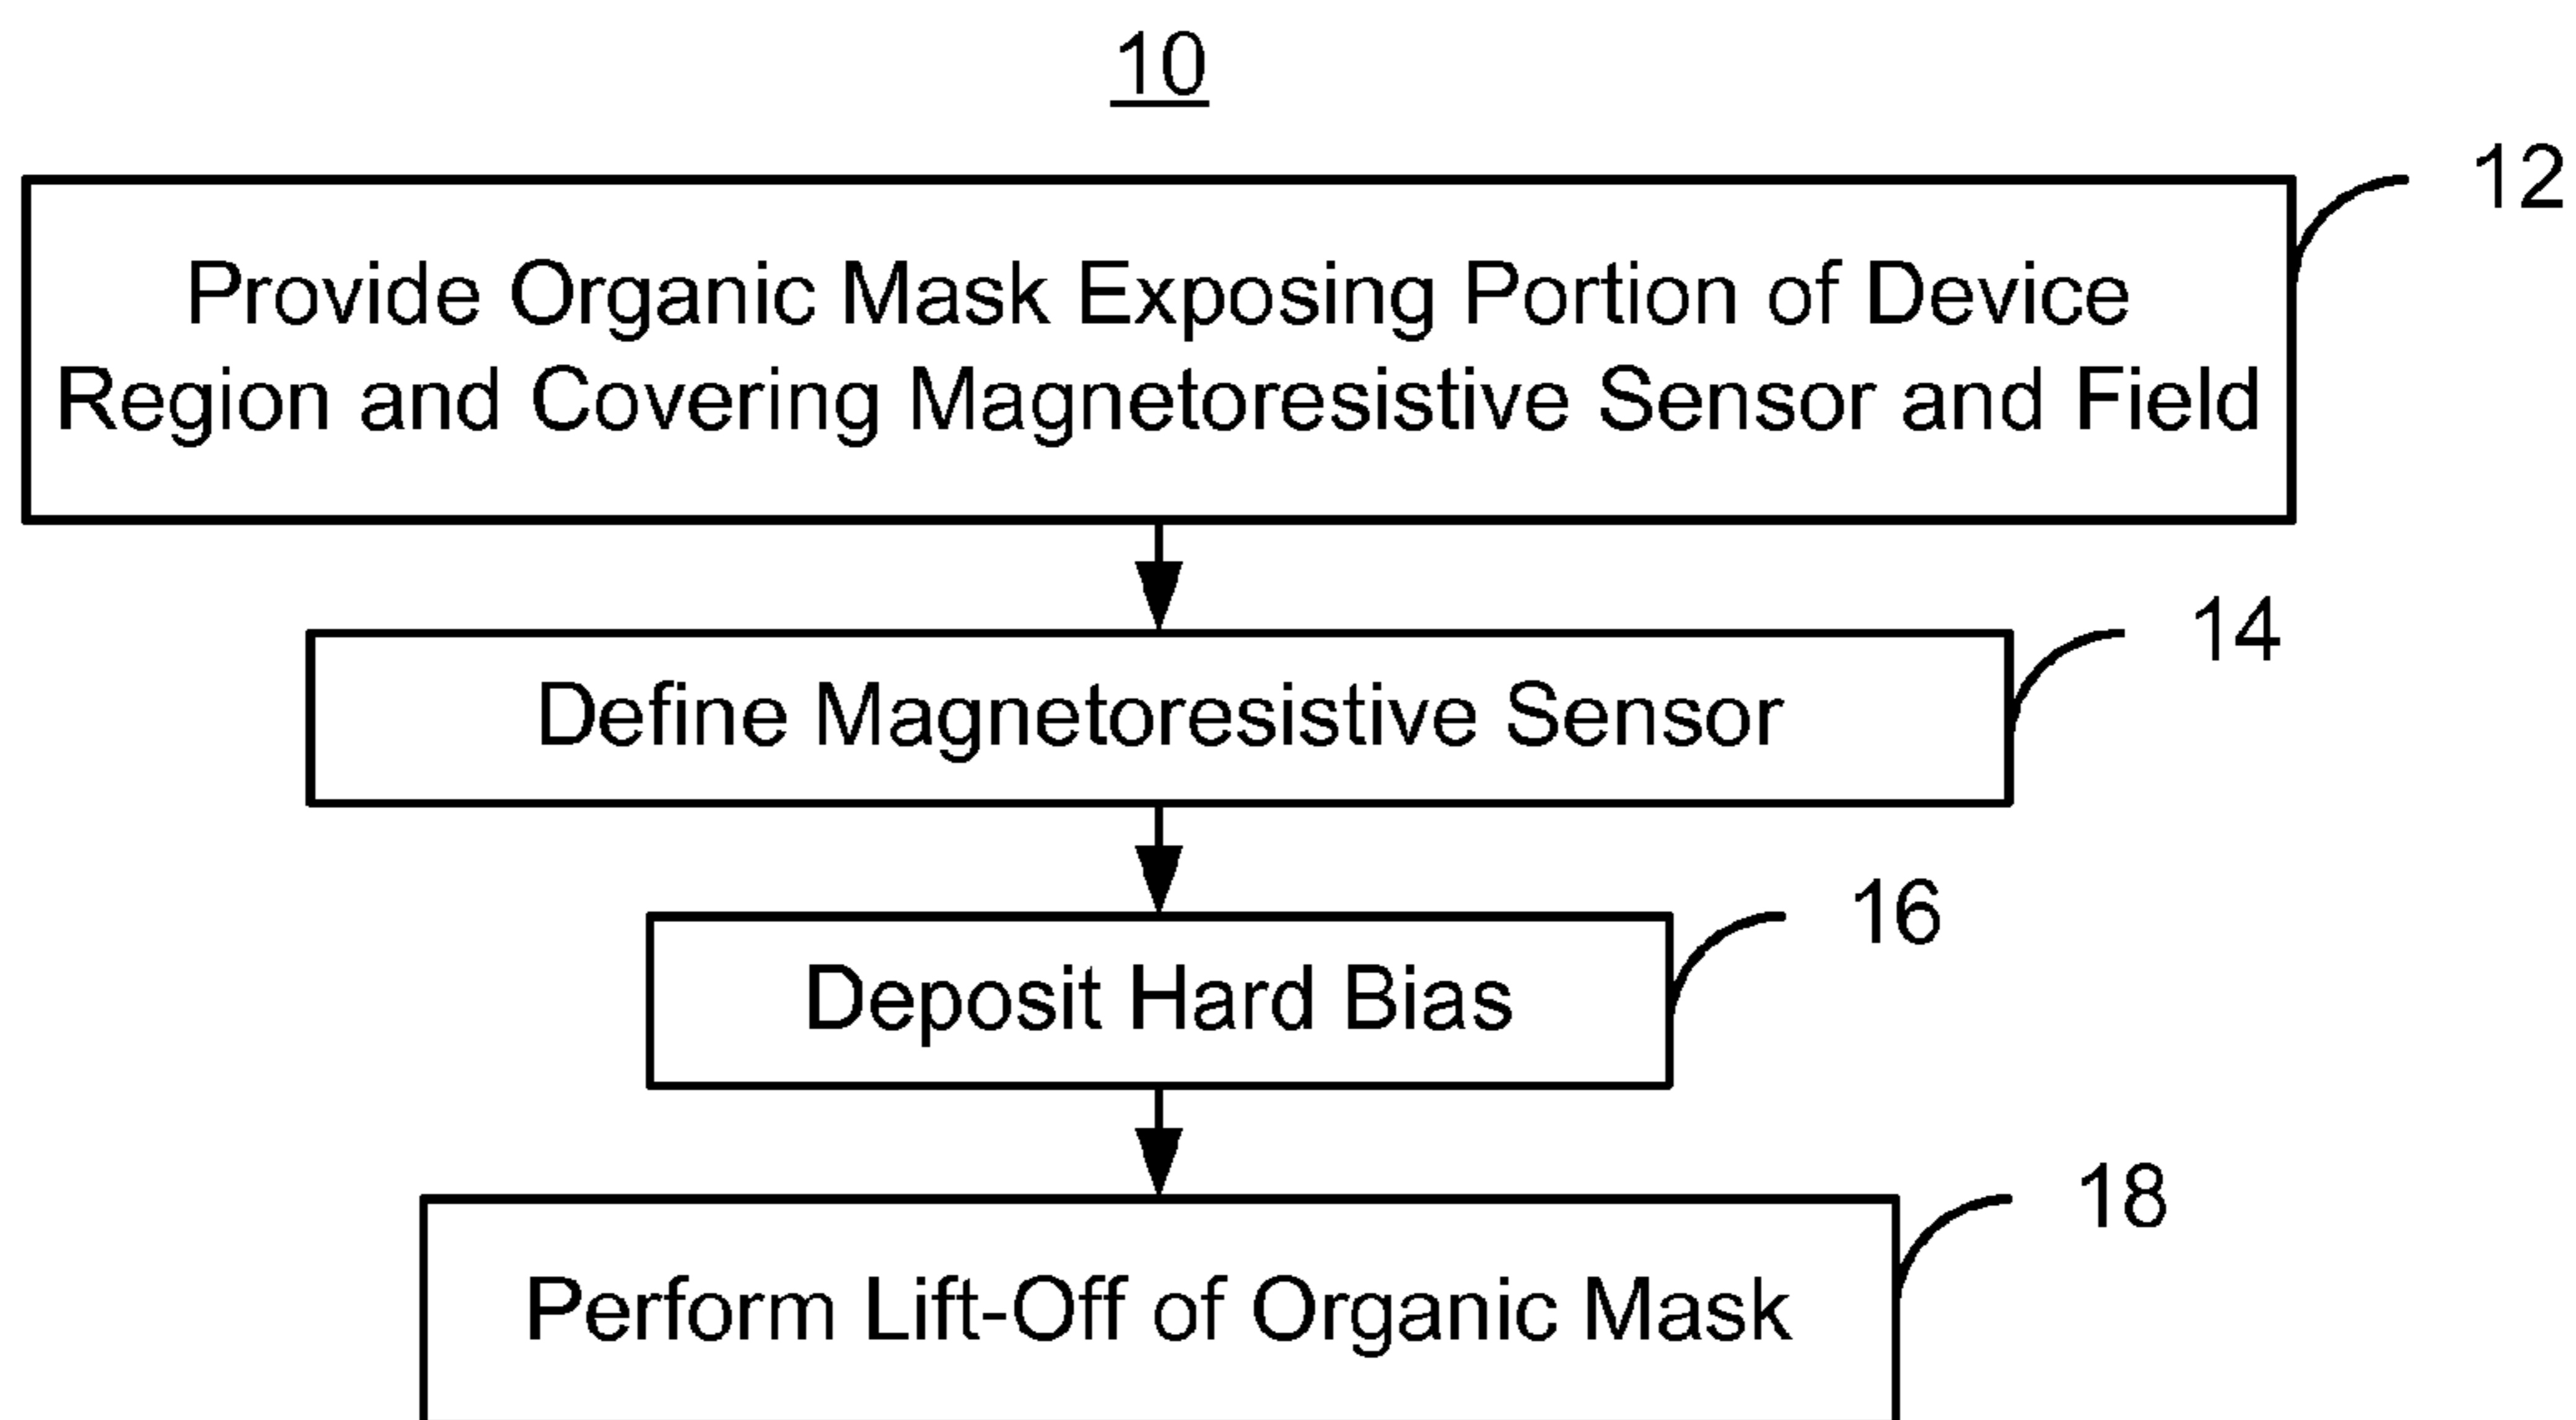 10
12
Provide Organic Mask Exposing Portion of Device
Region and Covering Magnetoresistive Sensor and Field
14
Define Magnetoresistive Sensor
16
Deposit Hard Bias
18
Perform Lift-Off of Organic Mask